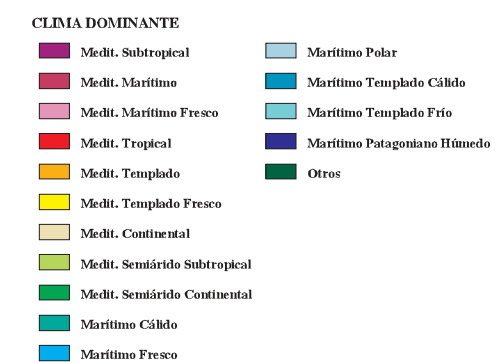 CLIMA DOMINANTE
Medit. Subtropical
Medit. Marítimo
Medit. Marítimo Fresco
Medit. Tropical
Medit. Templado
Medit. Templado Fresco
Medit. Continental
Medit. Semiárido Subtropical
Medit. Semiárido Continental
Marítimo Cálido
Marítimo Fresco
Marítimo Polar
Marítimo Templado Cálido
Marítimo Templado Frío
Marítimo Patagoniano Húmedo
Otros